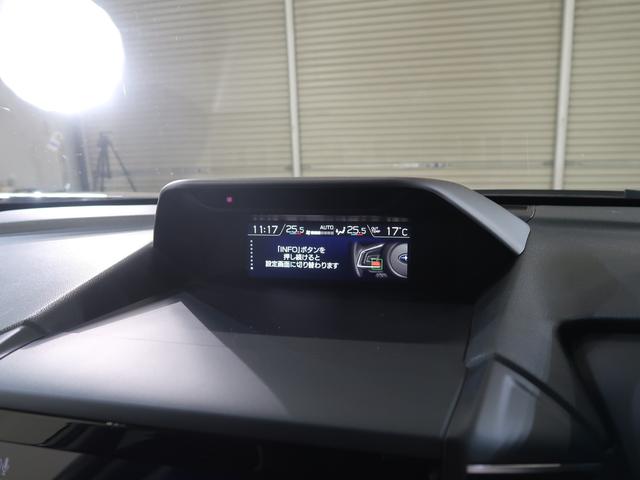 11:17 25.5 AUTO 25.5 17℃
「INFO」ボタンを
押し続けると
設定画面に切り替わります